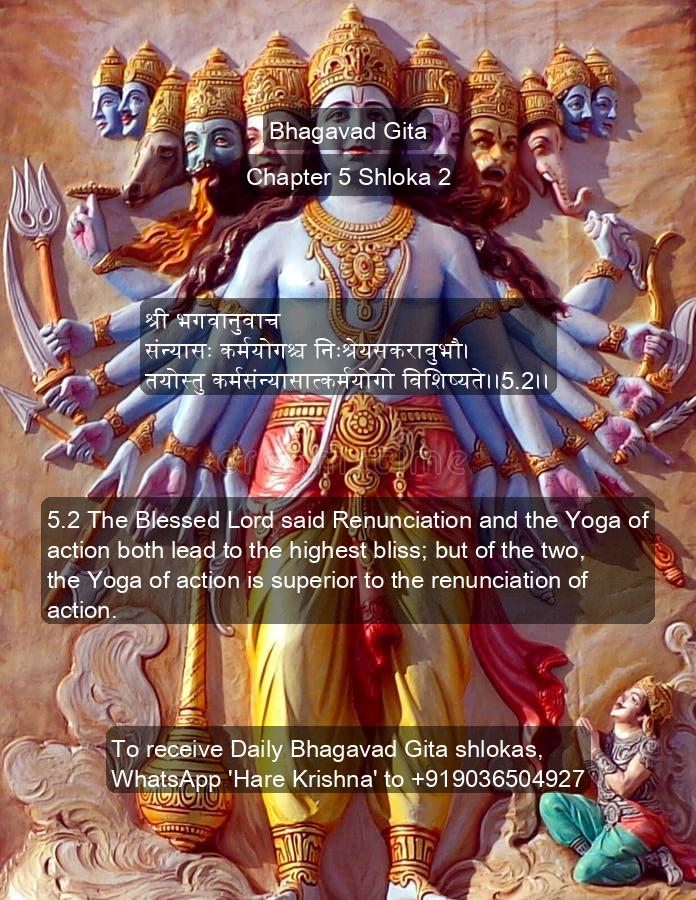 Bhagavad Gita
Chapter 5 Shloka 2
श्री भगवानुवाच
संन्यासः कर्मयोगश्च निःश्रेयसकरावुभौ।
तयोस्तु कर्मसंन्यासात्कर्मयोगो विशिष्यते।।5.2।।
dreamstime.
5.2 The Blessed Lord said Renunciation and the Yoga of
action both lead to the highest bliss; but of the two,
the Yoga of action is superior to the renunciation of
action.
To receive Daily Bhagavad Gita shlokas,
WhatsApp 'Hare Krishna' to +919036504927